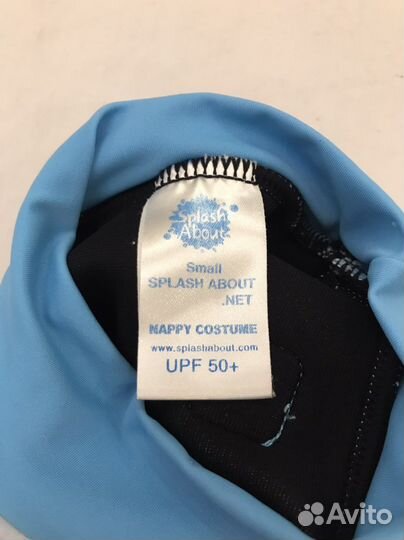 Splash
About
Small
SPLASH ABOUT
.NET
NAPPY COSTUME
www.splashabout.com
UPF 50+
Avito